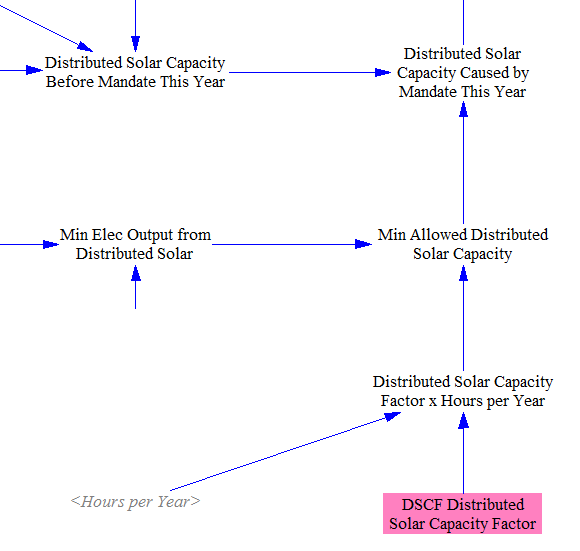 Distributed Solar
Capacity Caused by
Mandate This Year
Distributed Solar Capacity
Before Mandate This Year
Min Elec Output from
Distributed Solar
Min Allowed Distributed
Solar Capacity
Distributed Solar Capacity
Factor x Hours per Year
<Hours per Year>
DSCF Distributed
Solar Capacity Factor